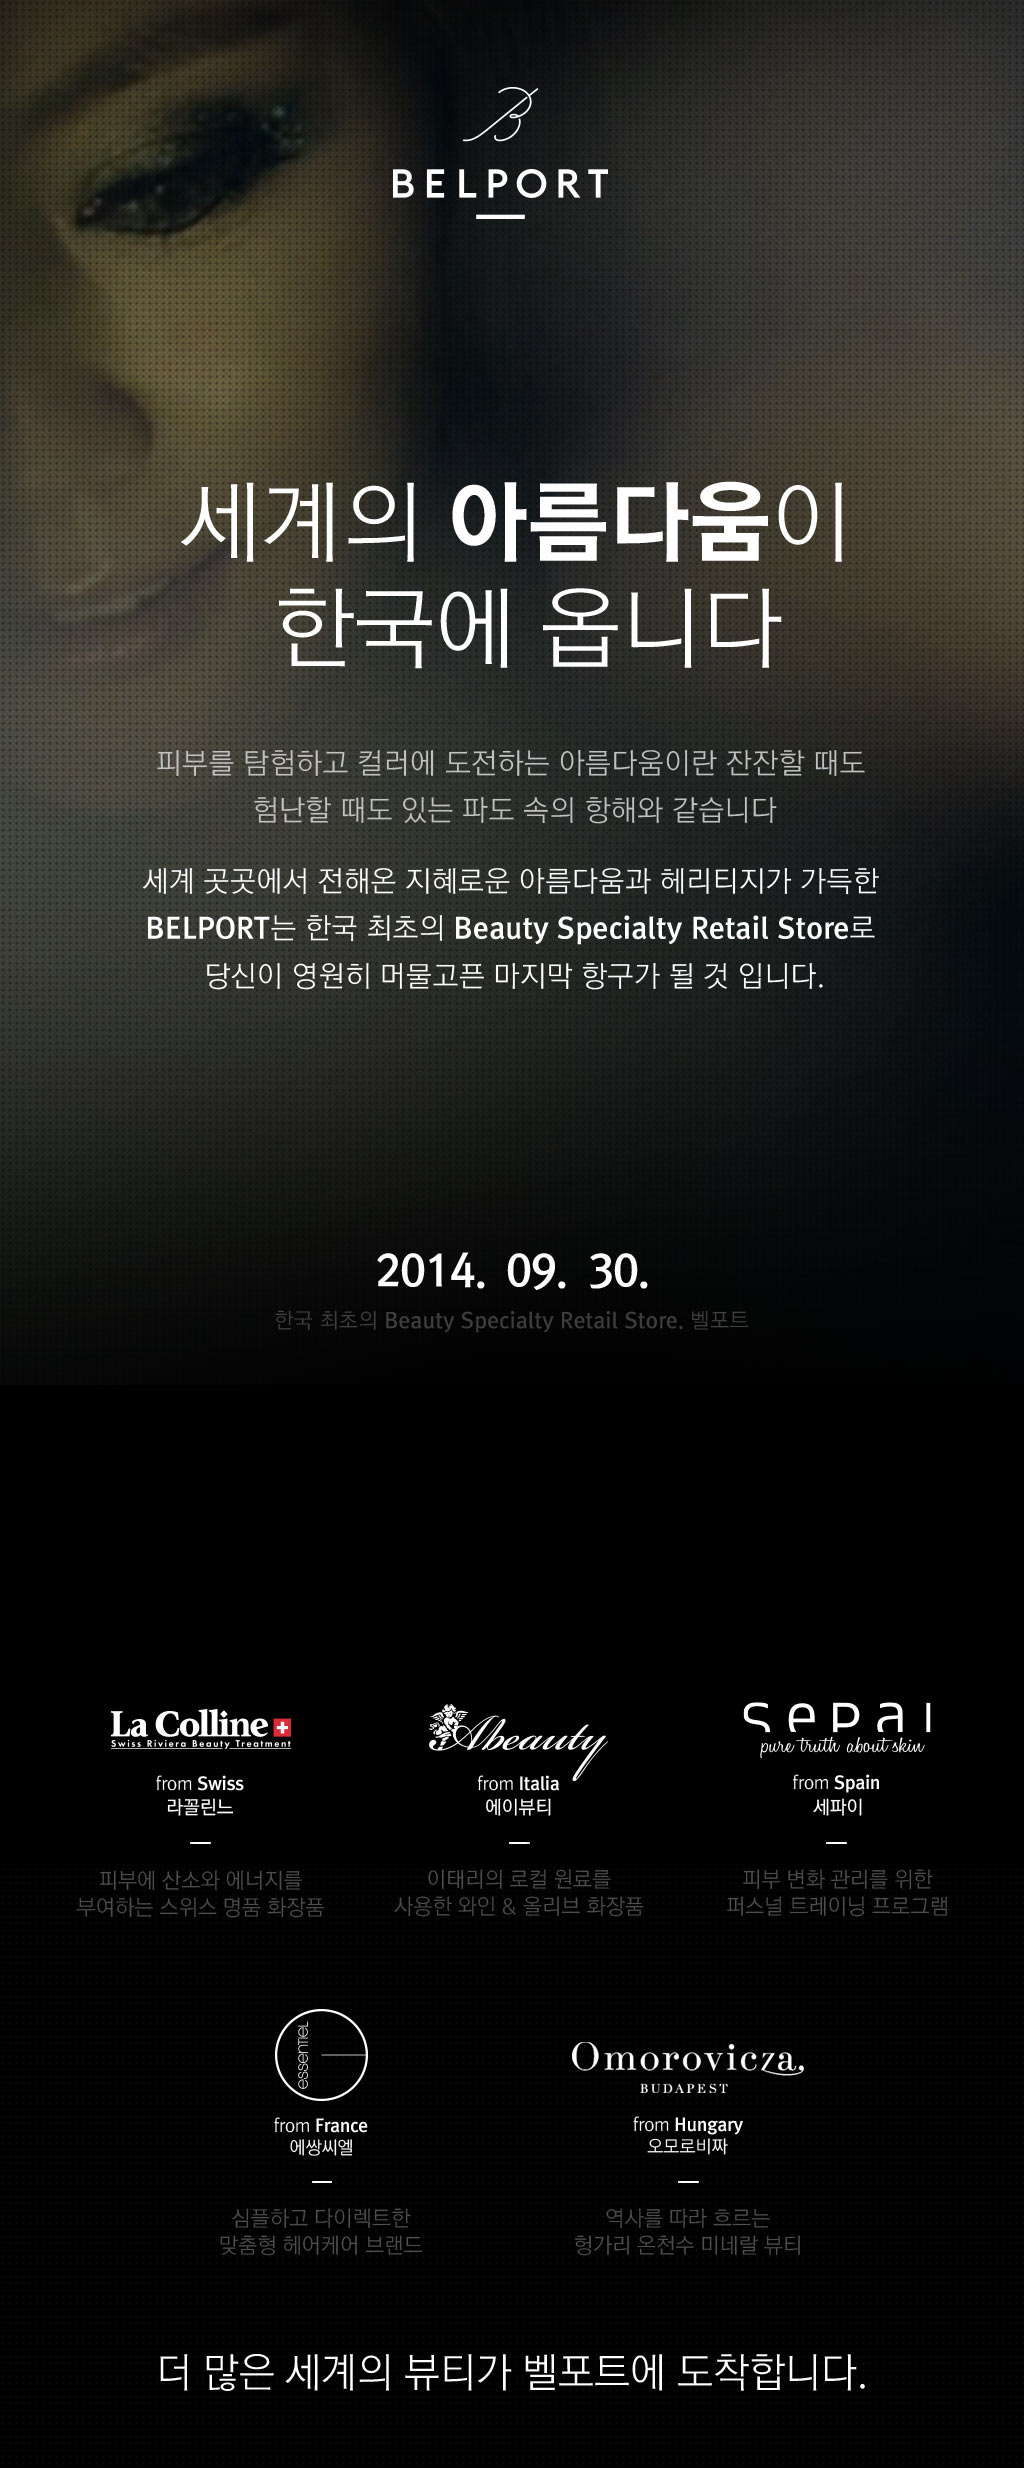 B
BELPORT
세계의 아름다움이
한국에 옵니다
피부를 탐험하고 컬러에 도전하는 아름다움이란 잔잔할 때도
험난할 때도 있는 파도 속의 항해와 같습니다
세계 곳곳에서 전해온 지혜로운 아름다움과 헤리티지가 가득한
BELPORT는 한국 최초의 Beauty Specialty Retail Store로
당신이 영원히 머물고픈 마지막 항구가 될 것 입니다.
2014. 09. 30.
한국 최초의 Beauty Specialty Retail Store. 벨포트
La Colline
Swiss Riviera Beauty Treatment
from Swiss
라꼴린느
피부에 산소와 에너지를
부여하는 스위스 명품 화장품
Abeauty
from Italia
에이뷰티
이태리의 로컬 원료를
사용한 와인 & 올리브 화장품
sepai
pure truth about skin
from Spain
세파이
피부 변화 관리를 위한
퍼스널 트레이닝 프로그램
essentiel
from France
에쌍씨엘
심플하고 다이렉트한
맞춤형 헤어케어 브랜드
Omorovicza,
BUDAPEST
from Hungary
오모로비짜
역사를 따라 흐르는
헝가리 온천수 미네랄 뷰티
더 많은 세계의 뷰티가 벨포트에 도착합니다.